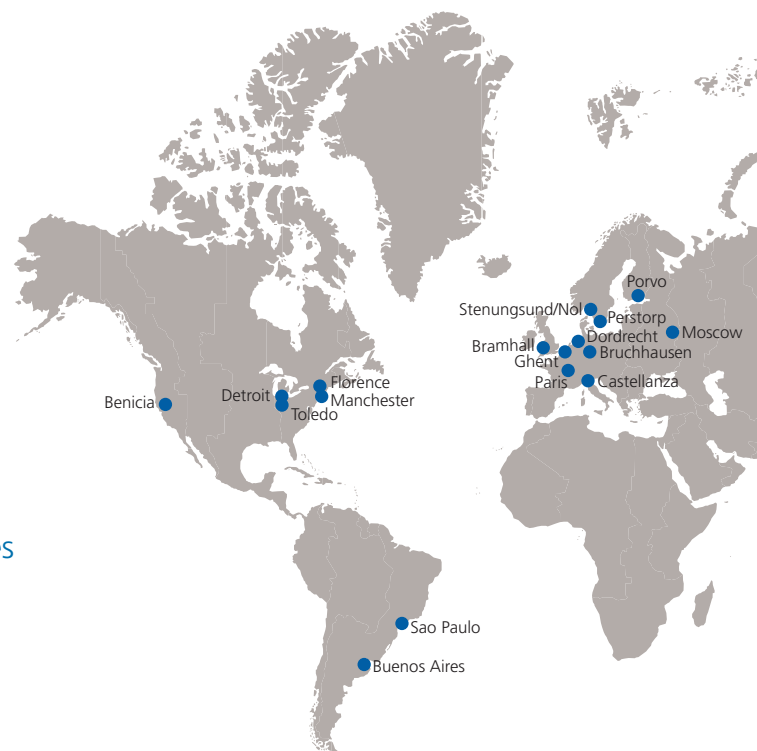 Porvo
Stenungsund/Nol
Perstorp
Moscow
Dordrecht
Bramhall
Bruchhausen
Ghent
Paris
Castellanza
Florence
Detroit
Manchester
Benicia
Toledo
Sao Paulo
Buenos Aires